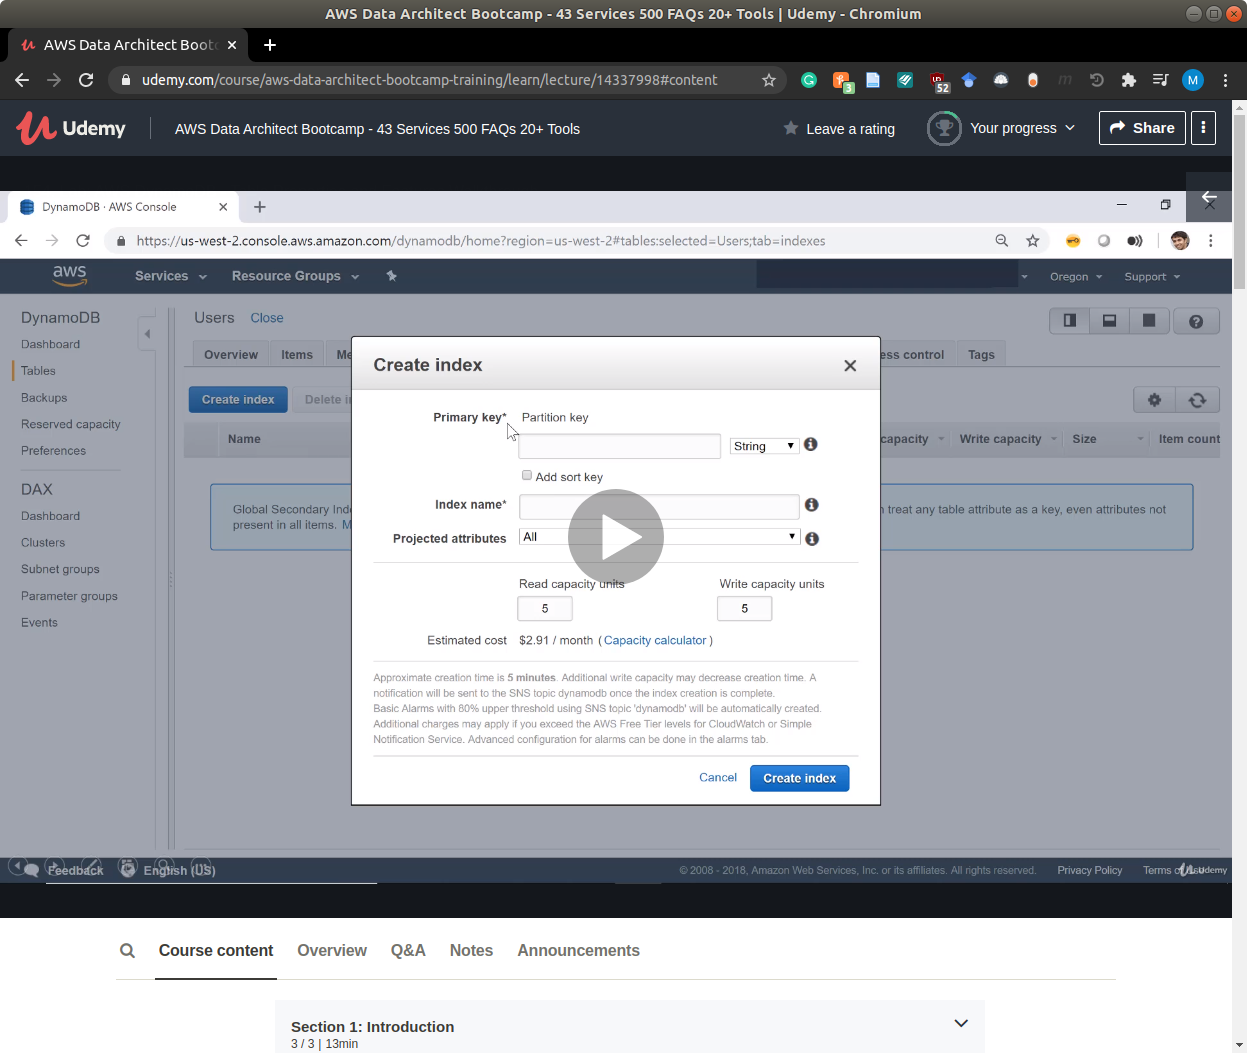 AWS Data Architect Bootcamp - 43 Services 500 FAQs 20+ Tools | Udemy - Chromium
AWS Data Architect Bootc
udemy.com/course/aws-data-architect-bootcamp-training/learn/lecture/14337998#content
3
52
M
Udemy
AWS Data Architect Bootcamp - 43 Services 500 FAQs 20+ Tools
Leave a rating
Your progress
Share
DynamoDB · AWS Console
https://us-west-2.console.aws.amazon.com/dynamodb/home?region=us-west-2#tables:selected=Users;tab=indexes
aws
Services
Resource Groups
Oregon
Support
DynamoDB
Dashboard
Tables
Backups
Reserved capacity
Preferences
DAX
Dashboard
Clusters
Subnet groups
Parameter groups
Events
Users Close
Overview Items Me ess control Tags
Create index Delete i
Name capacity Write capacity Size Item count
Global Secondary Ind n treat any table attribute as a key, even attributes not
present in all items. M
Create index
Primary key* Partition key
String
Add sort key
Index name*
Projected attributes All
Read capacity units Write capacity units
5 5
Estimated cost $2.91 / month ( Capacity calculator )
Approximate creation time is 5 minutes. Additional write capacity may decrease creation time. A
notification will be sent to the SNS topic dynamodb once the index creation is complete.
Basic Alarms with 80% upper threshold using SNS topic 'dynamodb' will be automatically created.
Additional charges may apply if you exceed the AWS Free Tier levels for CloudWatch or Simple
Notification Service. Advanced configuration for alarms can be done in the alarms tab.
Cancel Create index
Feedback English (US)
© 2008 - 2018, Amazon Web Services, Inc. or its affiliates. All rights reserved. Privacy Policy Terms of Use
Udemy
Course content Overview Q&A Notes Announcements
Section 1: Introduction
3 / 3 | 13min